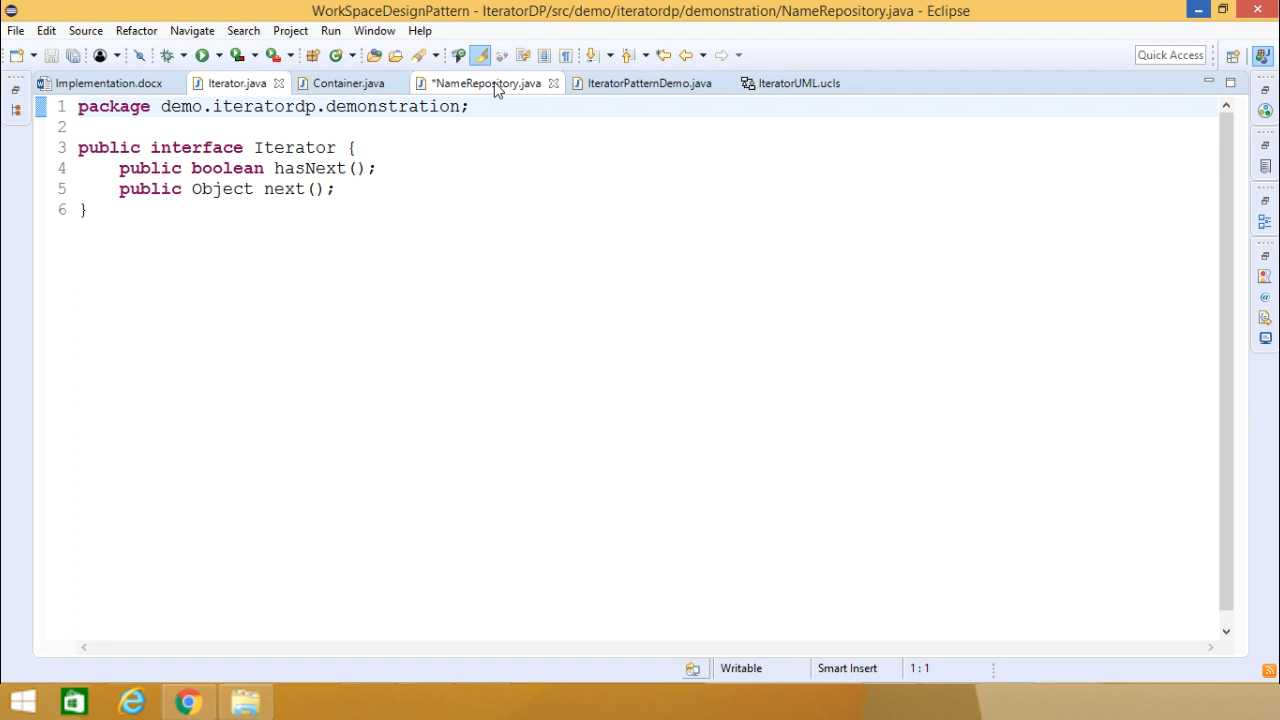 WorkSpaceDesignPattern - IteratorDP/src/demo/iteratordp/demonstration/NameRepository.java - Eclipse
File Edit Source Refactor Navigate Search Project Run Window Help
Quick Access
Implementation.docx Iterator.java Container.java *NameRepository.java IteratorPatternDemo.java IteratorUML.ucls
1 package demo.iteratordp.demonstration;
2
3 public interface Iterator {
4 public boolean hasNext();
5 public Object next();
6 }
Writable Smart Insert 1 : 1